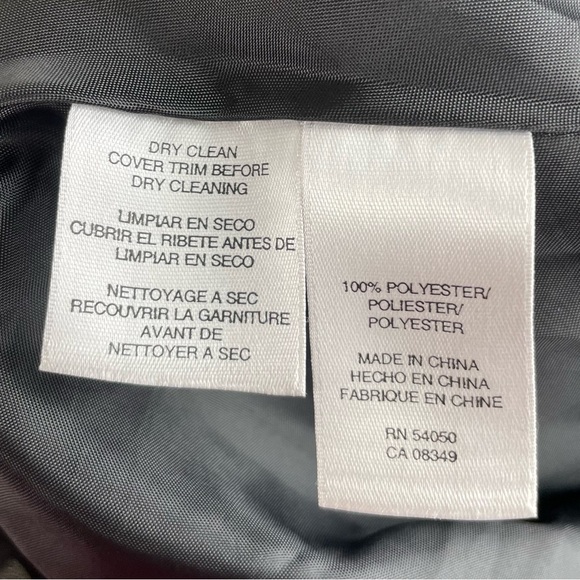 DRY CLEAN
COVER TRIM BEFORE
DRY CLEANING
LIMPIAR EN SECO
CUBRIR EL RIBETE ANTES DE
LIMPIAR EN SECO
NETTOYAGE A SEC
RECOUVRIR LA GARNITURE
AVANT DE
NETTOYER A SEC
100% POLYESTER/
POLIESTER/
POLYESTER
MADE IN CHINA
HECHO EN CHINA
FABRIQUE EN CHINE
RN 54050
CA 08349